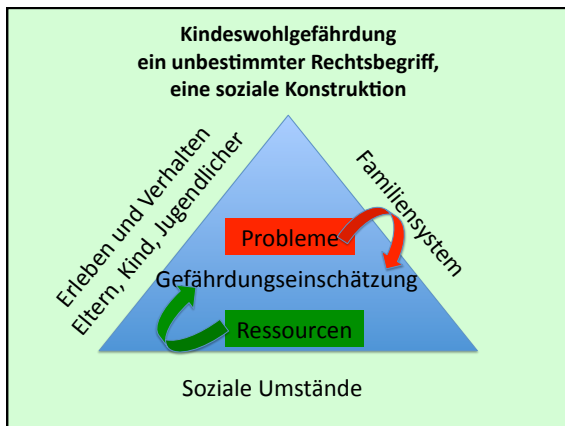 Kindeswohlgefährdung
ein unbestimmter Rechtsbegriff,
eine soziale Konstruktion
Erleben und Verhalten
Eltern, Kind, Jugendlicher
Familiensystem
Probleme
Gefährdungseinschätzung
Ressourcen
Soziale Umstände